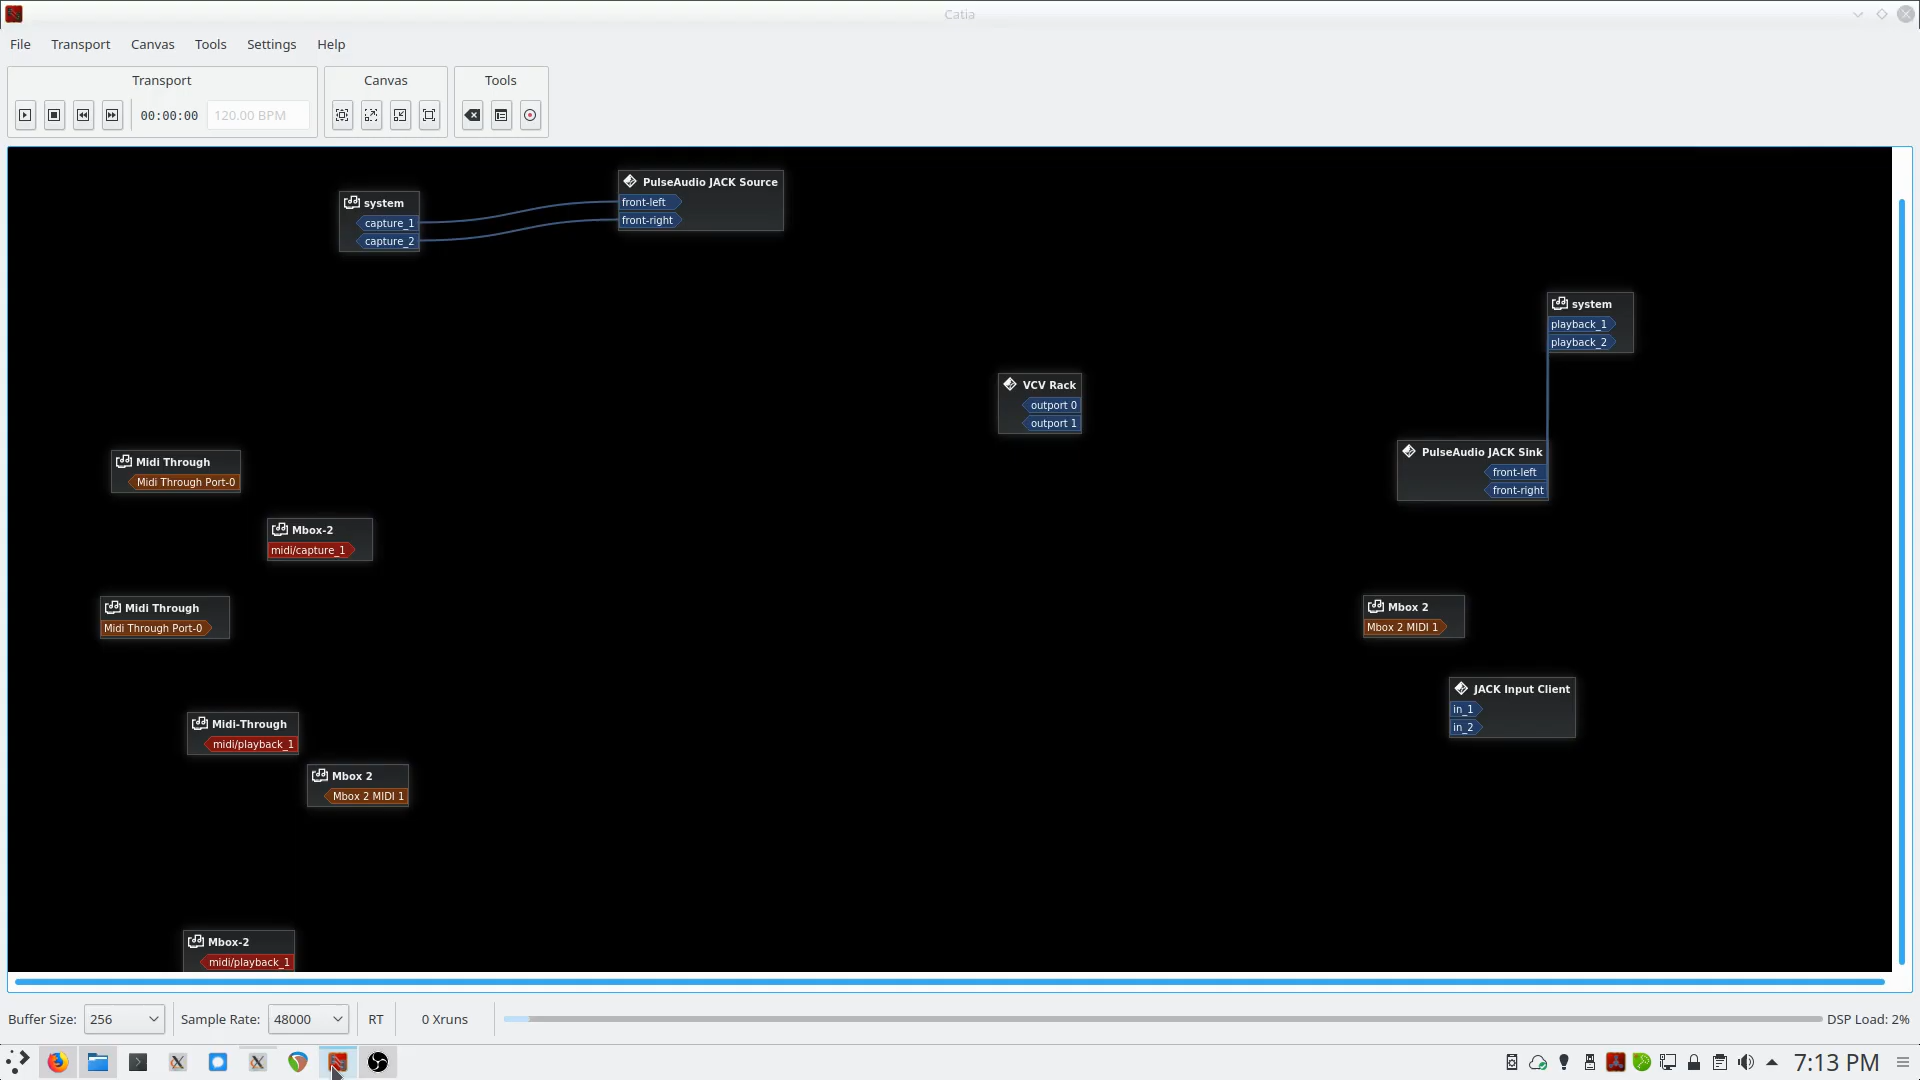 Catia
File Transport Canvas Tools Settings Help
Transport Canvas Tools
00:00:00 120.00 BPM
PulseAudio JACK Source
front-left
front-right
system
capture_1
capture_2
system
playback_1
playback_2
VCV Rack
outport 0
outport 1
PulseAudio JACK Sink
front-left
front-right
Midi Through
Midi Through Port-0
Mbox-2
midi/capture_1
Midi Through
Midi Through Port-0
Mbox 2
Mbox 2 MIDI 1
JACK Input Client
in_1
in_2
Midi-Through
midi/playback_1
Mbox 2
Mbox 2 MIDI 1
Mbox-2
midi/playback_1
Buffer Size: 256 Sample Rate: 48000 RT 0 Xruns DSP Load: 2%
7:13 PM